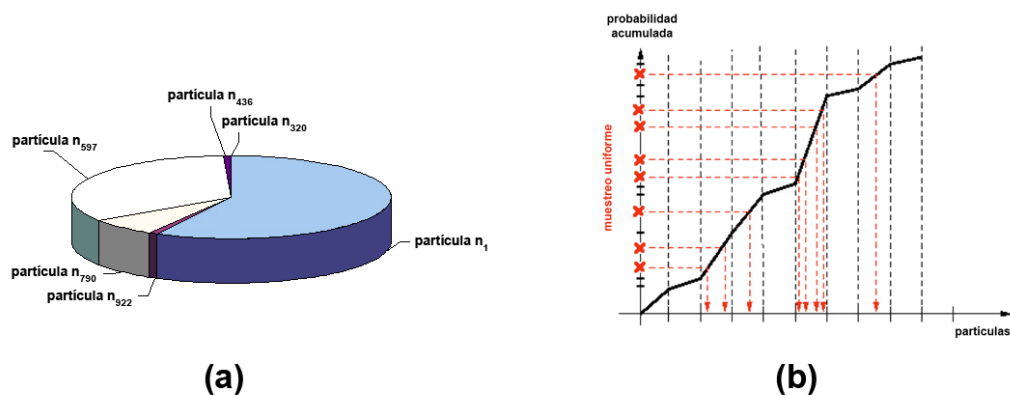 partícula n436
partícula n320
partícula n597
partícula n1
partícula n790
partícula n922
(a)
probabilidad
acumulada
muestreo uniforme
partículas
(b)